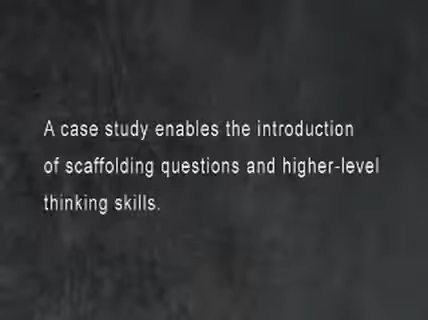 A case study enables the introduction
of scaffolding questions and higher-level
thinking skills.